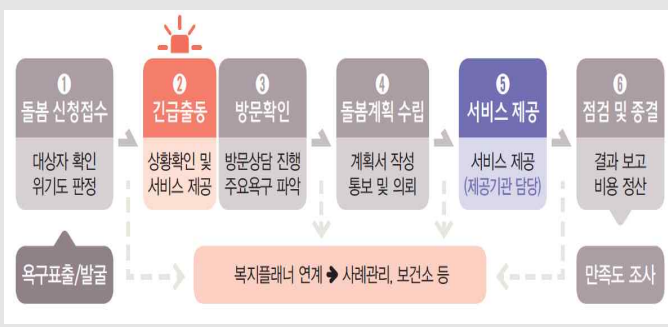 ❶
돌봄 신청접수
대상자 확인
위기도 판정
❷
긴급출동
상황확인 및
서비스 제공
❸
방문확인
방문상담 진행
주요욕구 파악
❹
돌봄계획 수립
계획서 작성
통보 및 의뢰
❺
서비스 제공
서비스 제공
(제공기관 담당)
❻
점검 및 종결
결과 보고
비용 정산
욕구표출/발굴
복지플래너 연계 ➔ 사례관리, 보건소 등
만족도 조사